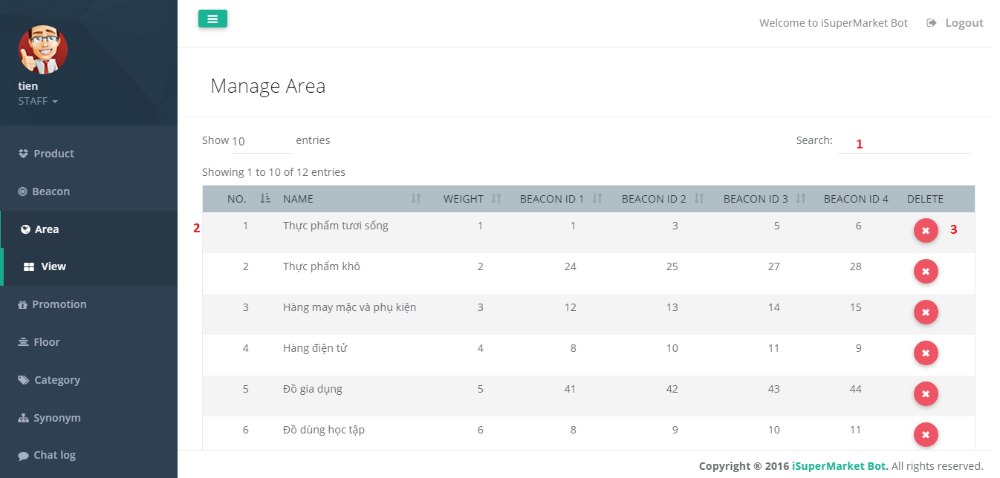 Welcome to iSuperMarket Bot Logout
tien
STAFF
Product
Beacon
Area
View
Promotion
Floor
Category
Synonym
Chat log
Manage Area
Show 10 entries Search: 1
Showing 1 to 10 of 12 entries
NO. NAME WEIGHT BEACON ID 1 BEACON ID 2 BEACON ID 3 BEACON ID 4 DELETE
2 1 Thực phẩm tươi sống 1 1 3 5 6 3
2 Thực phẩm khô 2 24 25 27 28
3 Hàng may mặc và phụ kiện 3 12 13 14 15
4 Hàng điện tử 4 8 10 11 9
5 Đồ gia dụng 5 41 42 43 44
6 Đồ dùng học tập 6 8 9 10 11
Copyright ® 2016 iSuperMarket Bot. All rights reserved.